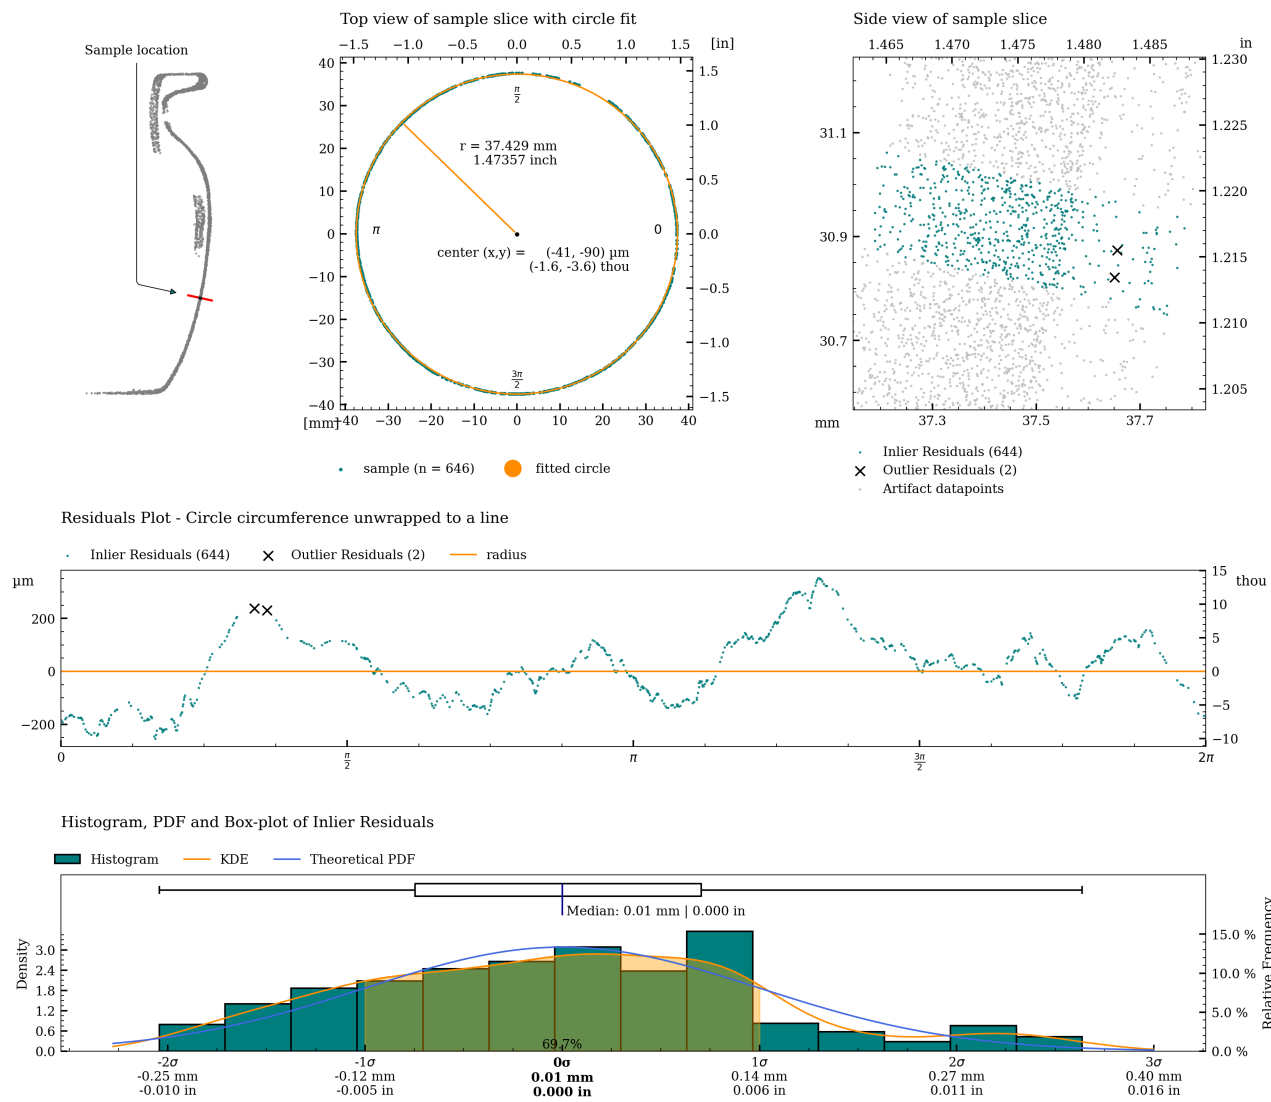 Top view of sample slice with circle fit
Side view of sample slice
Sample location
−1.5 −1.0 −0.5 0.0 0.5 1.0 1.5 [in]
1.465 1.470 1.475 1.480 1.485 in
40
30
20
10
0
−10
−20
−30
−40
1.5
1.0
0.5
0.0
−0.5
−1.0
−1.5
π/2
r = 37.429 mm
1.47357 inch
π
0
center (x,y) = (-41, -90) µm
(-1.6, -3.6) thou
3π/2
[mm]
−40 −30 −20 −10 0 10 20 30 40
31.1
30.9
30.7
1.230
1.225
1.220
1.215
1.210
1.205
mm 37.3 37.5 37.7
sample (n = 646) fitted circle
Inlier Residuals (644)
Outlier Residuals (2)
Artifact datapoints
Residuals Plot - Circle circumference unwrapped to a line
Inlier Residuals (644) Outlier Residuals (2) radius
µm
200
0
−200
15 thou
10
5
0
−5
−10
0 π/2 π 3π/2 2π
Histogram, PDF and Box-plot of Inlier Residuals
Histogram KDE Theoretical PDF
Median: 0.01 mm | 0.000 in
Density
3.0
2.4
1.8
1.2
0.6
0.0
15.0 %
10.0 %
5.0 %
0.0 %
Relative Frequency
69.7%
-2σ -1σ 0σ 1σ 2σ 3σ
-0.25 mm -0.12 mm 0.01 mm 0.14 mm 0.27 mm 0.40 mm
-0.010 in -0.005 in 0.000 in 0.006 in 0.011 in 0.016 in